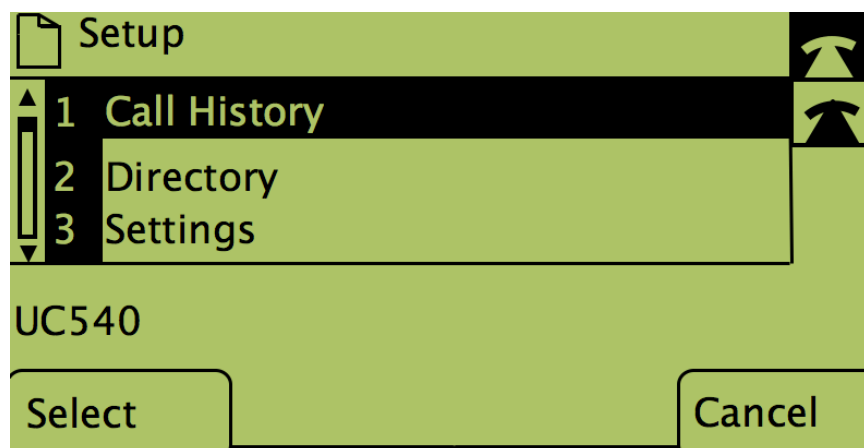 Setup
1 Call History
2 Directory
3 Settings
UC540
Select Cancel